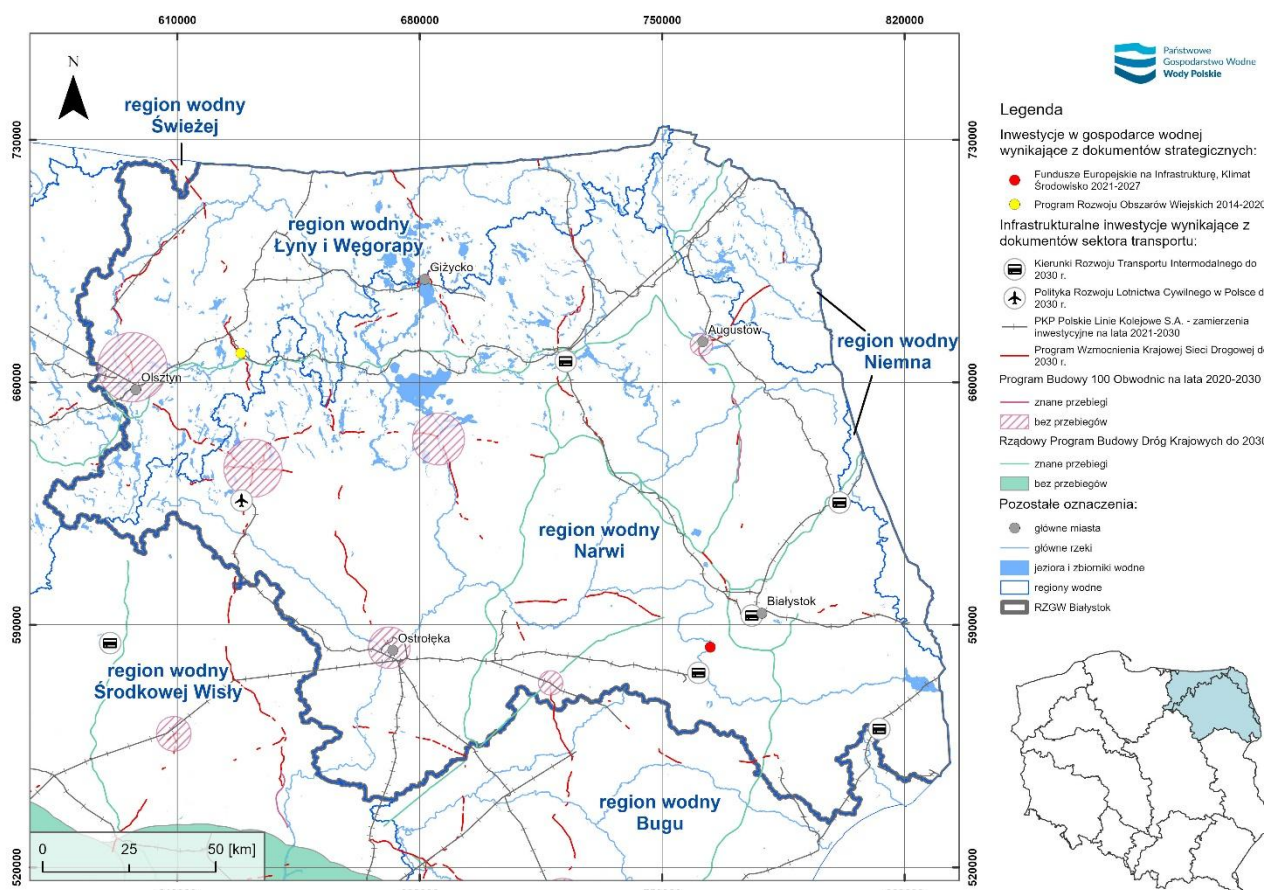 610000
680000
750000
820000
N
region wodny
Świeżej
730000
730000
region wodny
Łyny i Węgorapy
Giżycko
Augustów
region wodny
Niemna
660000
660000
Olsztyn
region wodny
Narwi
Białystok
590000
590000
Ostrołęka
region wodny
Środkowej Wisły
region wodny
Bugu
0
25
50 [km]
520000
520000
Państwowe
Gospodarstwo Wodne
Wody Polskie
Legenda
Inwestycje w gospodarce wodnej
wynikające z dokumentów strategicznych:
Fundusze Europejskie na Infrastrukturę, Klimat
Środowisko 2021-2027
Program Rozwoju Obszarów Wiejskich 2014-2020
Infrastrukturalne inwestycje wynikające z
dokumentów sektora transportu:
Kierunki Rozwoju Transportu Intermodalnego do
2030 r.
Polityka Rozwoju Lotnictwa Cywilnego w Polsce d
2030 r.
PKP Polskie Linie Kolejowe S.A. - zamierzenia
inwestycyjne na lata 2021-2030
Program Wzmocnienia Krajowej Sieci Drogowej do
2030 r.
Program Budowy 100 Obwodnic na lata 2020-2030
znane przebiegi
bez przebiegów
Rządowy Program Budowy Dróg Krajowych do 2030
znane przebiegi
bez przebiegów
Pozostałe oznaczenia:
główne miasta
główne rzeki
jeziora i zbiorniki wodne
regiony wodne
RZGW Białystok